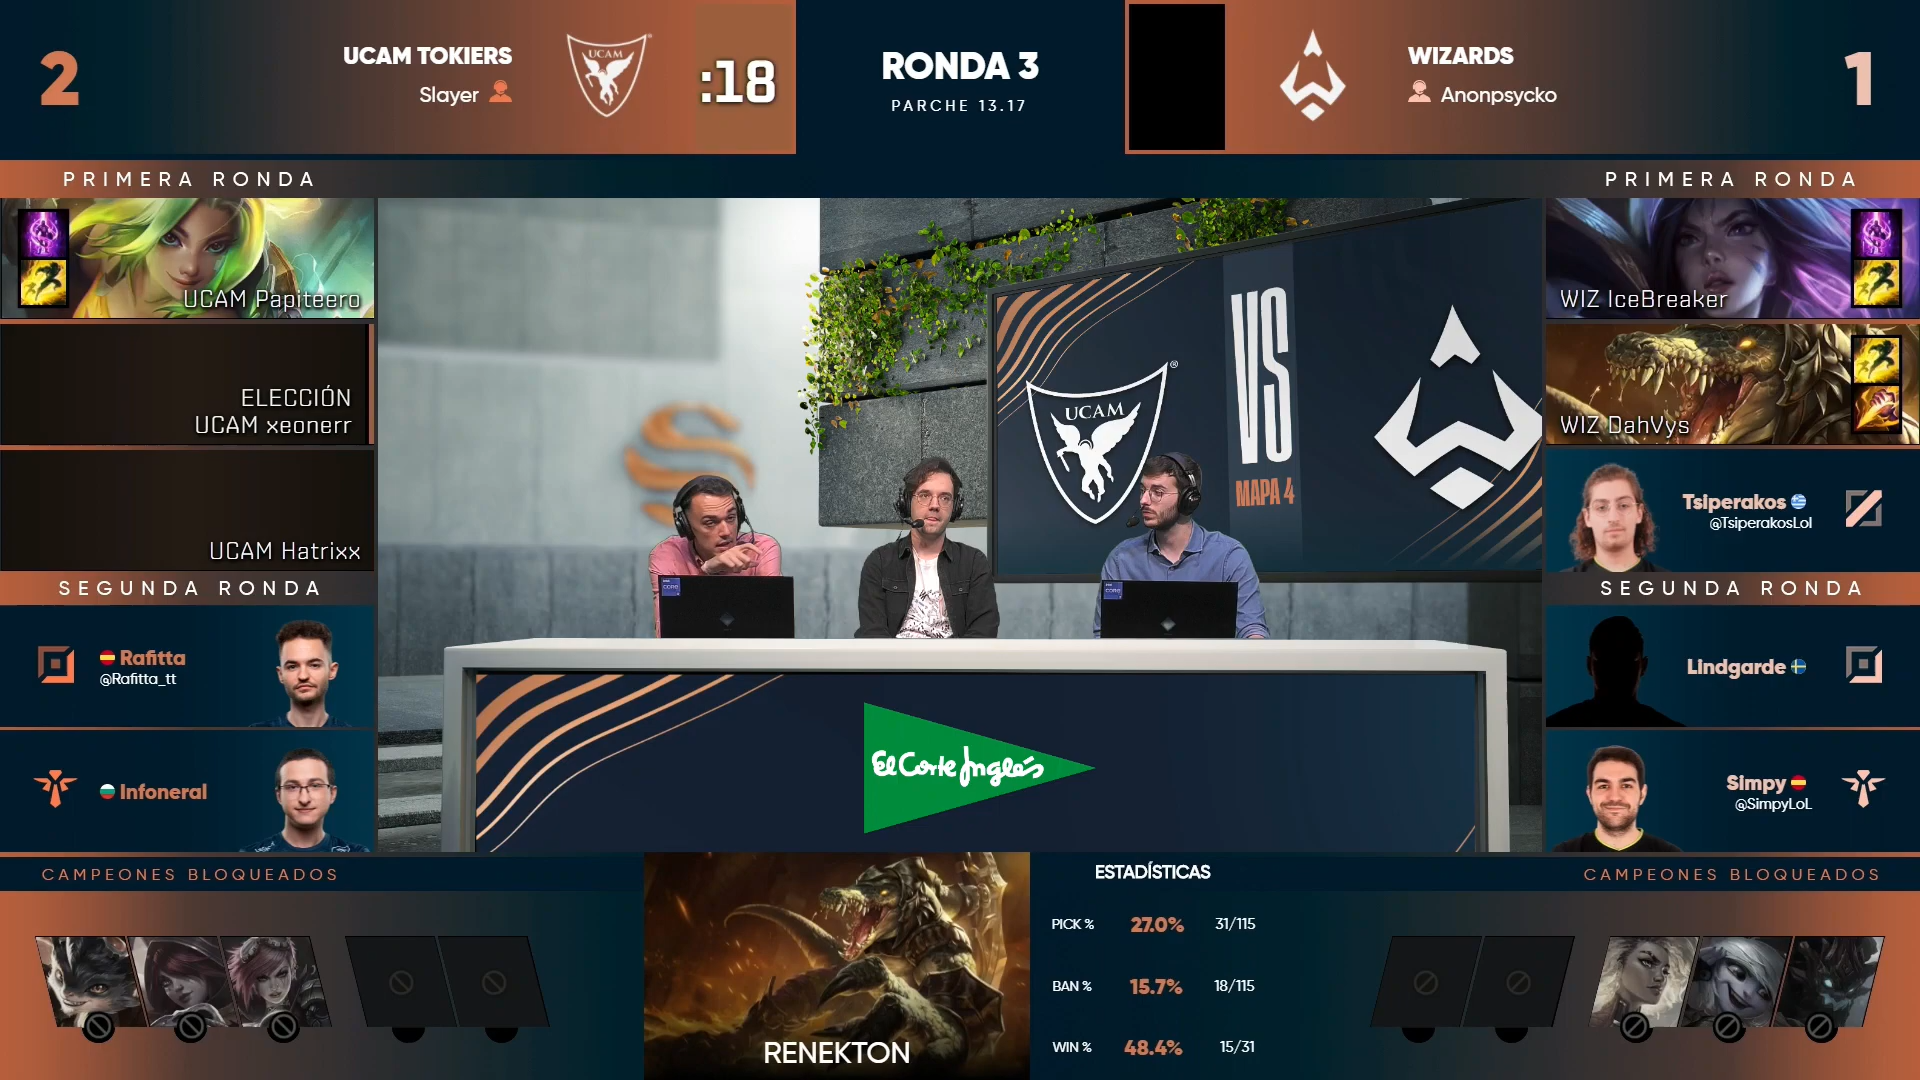 2
UCAM TOKIERS
Slayer
UCAM
:18
RONDA 3
PARCHE 13.17
WIZARDS
Anonpsycko
1
PRIMERA RONDA
PRIMERA RONDA
UCAM Papiteero
ELECCIÓN
UCAM xeonerr
UCAM Hatrixx
WIZ IceBreaker
WIZ DahVys
Tsiperakos
@TsiperakosLol
UCAM
VS
MAPA 4
SEGUNDA RONDA
SEGUNDA RONDA
Rafitta
@Rafitta_tt
Infoneral
Lindgarde
Simpy
@SimpyLoL
El Corte Inglés
CAMPEONES BLOQUEADOS
CAMPEONES BLOQUEADOS
RENEKTON
ESTADÍSTICAS
PICK % 27.0% 31/115
BAN % 15.7% 18/115
WIN % 48.4% 15/31